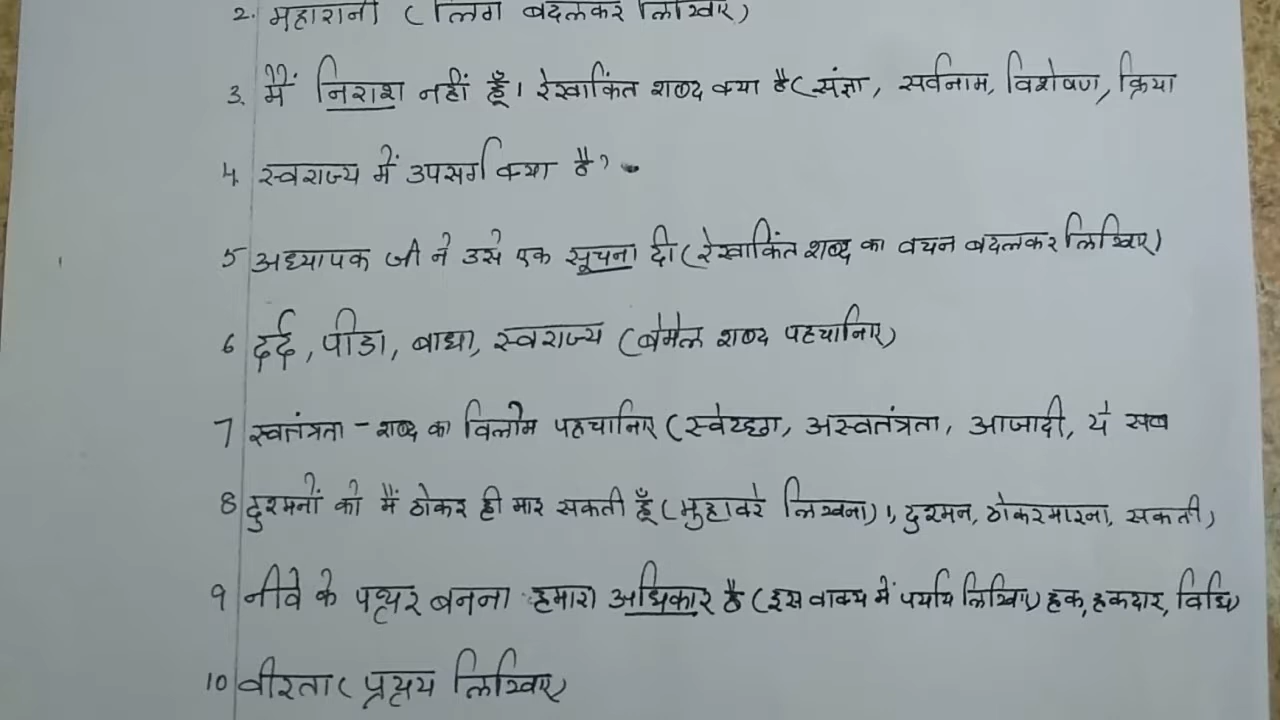 2. महारानी ( लिंग बदलकर लिखिए)
3. मैं निराश नहीं हूँ। रेखाकिंत शब्द क्या है( संज्ञा, सर्वनाम, विशेषण, क्रिया
4. स्वराज्य में उपसर्ग क्या है?
5 अध्यापक जी ने उसे एक सूचना दी( रेखाकिंत शब्द का वचन बदलकर लिखिए)
6 दर्द, पीडा, बाधा, स्वराज्य (बेमेल शब्द पहचानिए)
7 स्वतंत्रता - शब्द का विलोम पहचानिए (स्वेच्छा, अस्वतंत्रता, आजादी, ये सब
8 दुश्मनों को मैं ठोकर ही मार सकती हूँ (मुहावरे लिखना)।, दुश्मन, ठोकरमारना, सकती)
9 नीवे के पत्थर बनना हमारा अधिकार है (इस वाक्य में पर्याय लिखिए) हक, हकदार, विधि)
10 वीरता( प्रत्यय लिखिए)